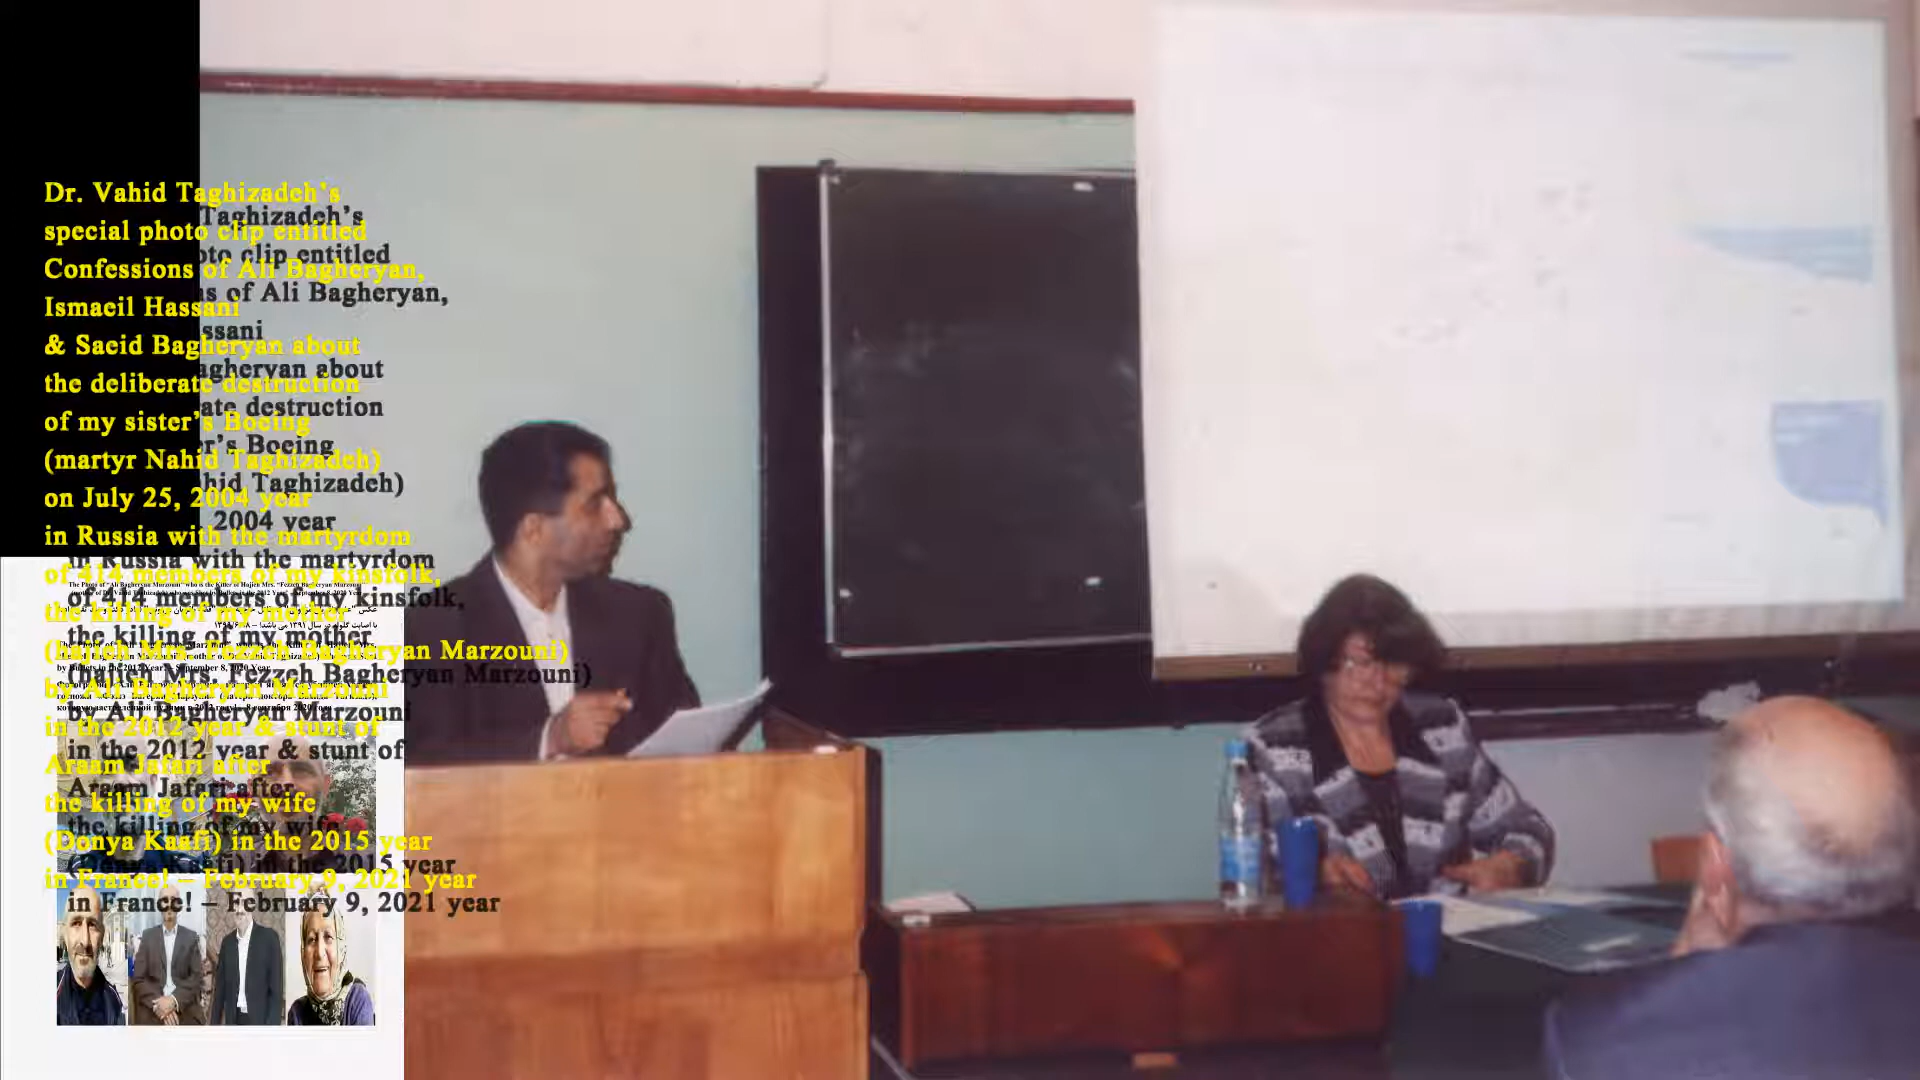 Dr. Vahid Taghizadeh's
special photo clip entitled
Confessions of Ali Bagheryan,
Ismaeil Hassani
& Saeid Bagheryan about
the deliberate destruction
of my sister's Boeing
(martyr Nahid Taghizadeh)
on July 25, 2004 year
in Russia with the martyrdom
of 414 members of my kinsfolk,
the killing of my mother
(hajieh Mrs. Fezzeh Bagheryan Marzouni)
by Ali Bagheryan Marzouni
in the 2012 year & stunt of
Araam Jafari after
the killing of my wife
(Donya Kaafi) in the 2015 year
in France! – February 9, 2021 year